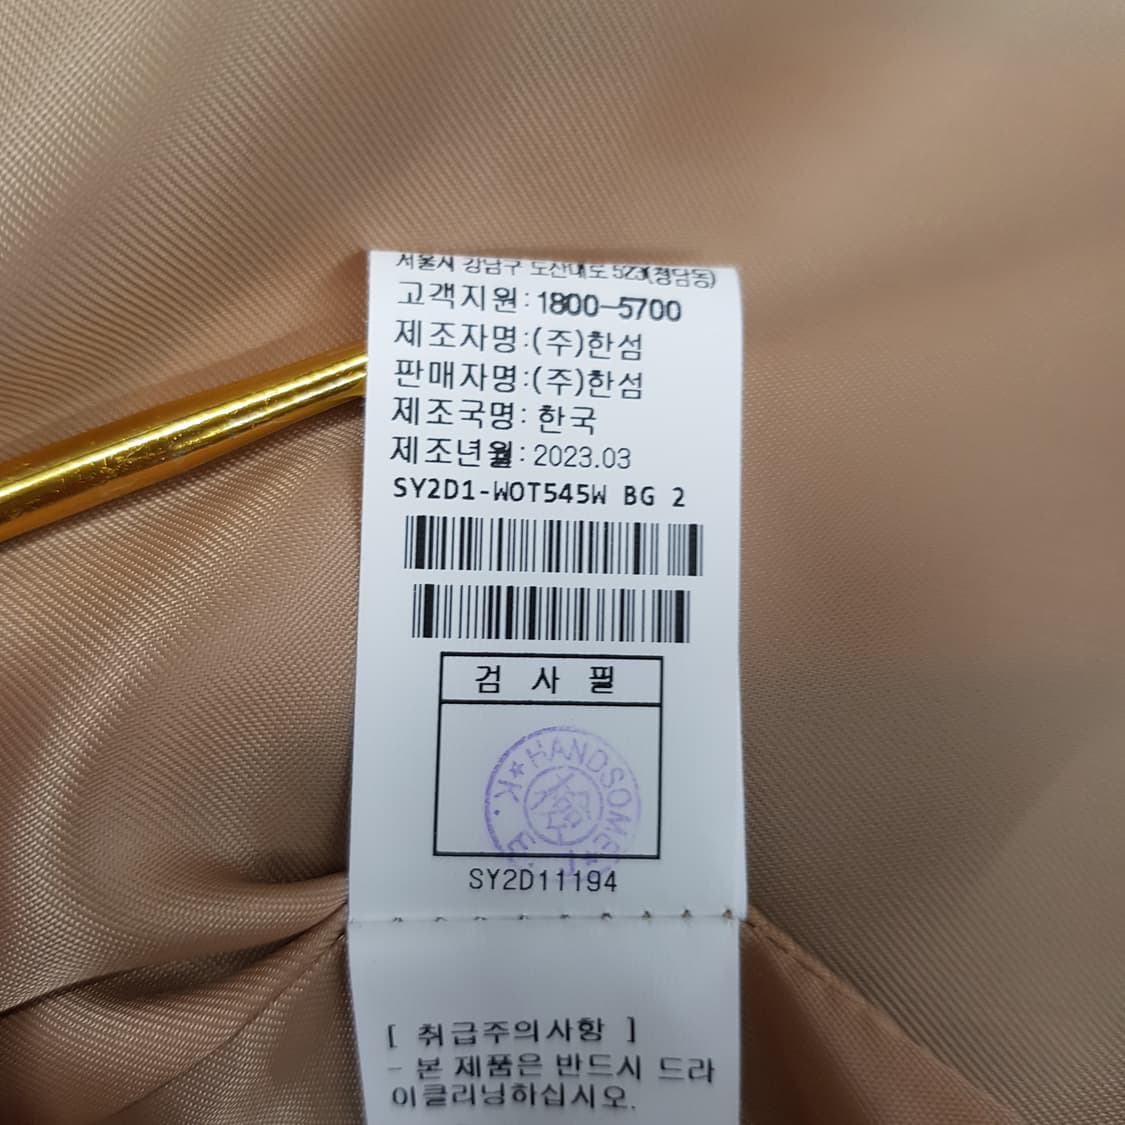 서울시 강남구 도산대로 523(청담동)
고객지원: 1800-5700
제조자명:(주)한섬
판매자명:(주)한섬
제조국명: 한국
제조년월: 2023.03
SY2D1-WOT545W BG 2
검 사 필
HANDSOME
SY2D11194
[ 취급주의사항 ]
- 본 제품은 반드시 드라
이클리닝하십시오.